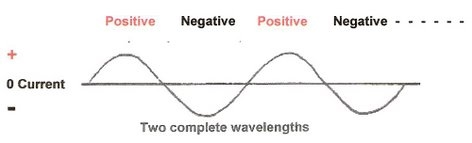 Positive Negative Positive Negative - - - - - -
+
0 Current
-
Two complete wavelengths